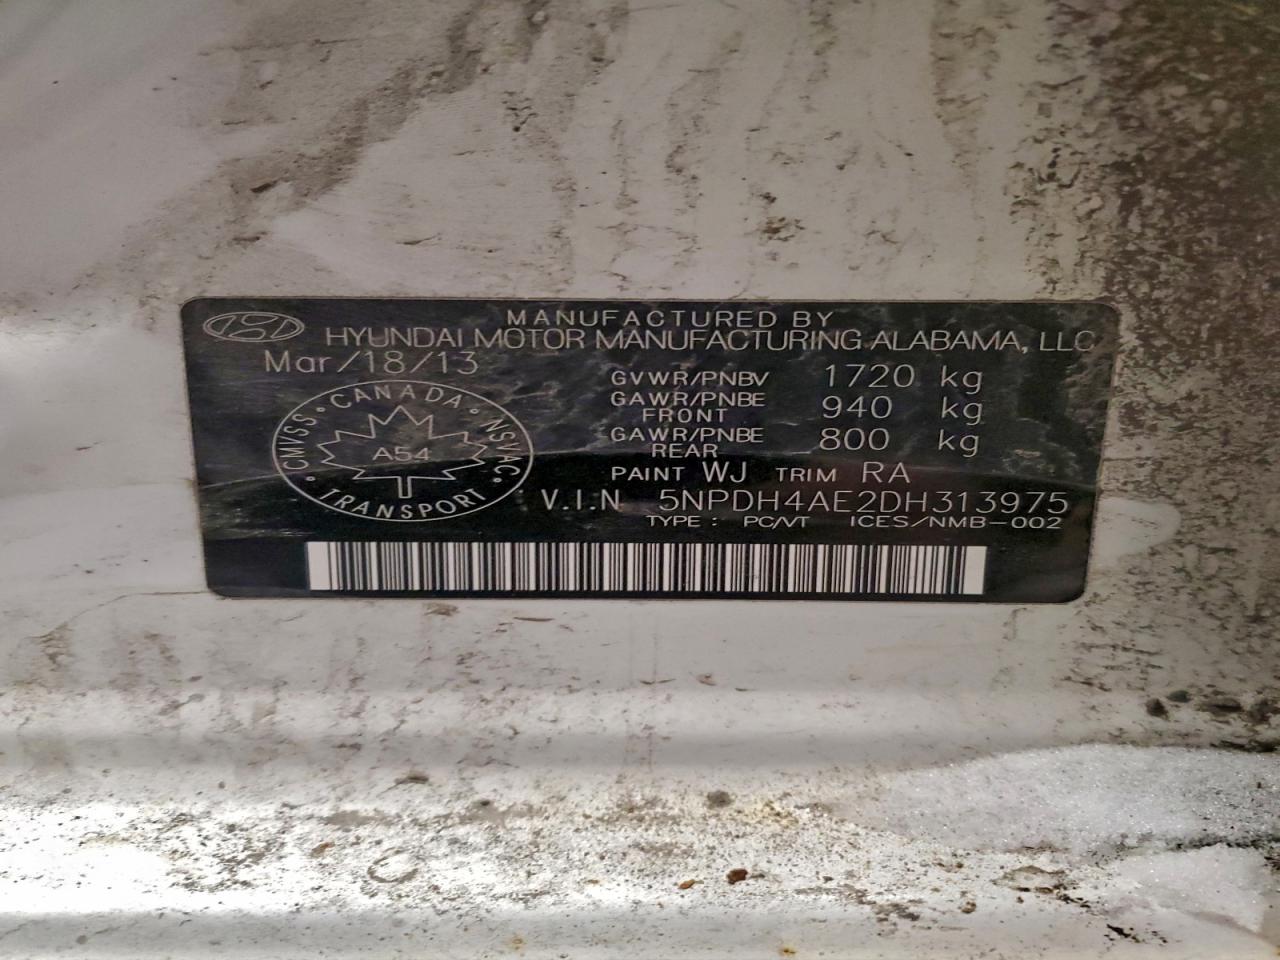 MANUFACTURED BY
HYUNDAI MOTOR MANUFACTURING ALABAMA, LLC
Mar/18/13
GVWR/PNBV 1720 kg
GAWR/PNBE FRONT 940 kg
GAWR/PNBE REAR 800 kg
CANADA
CMVSS · NSVAC
A54
TRANSPORT
PAINT WJ TRIM RA
V.I.N 5NPDH4AE2DH313975
TYPE : PC/VT ICES/NMB-002